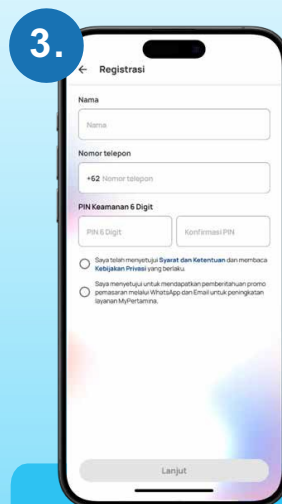 3.
← Registrasi
Nama
Nama
Nomor telepon
+62 Nomor telepon
PIN Keamanan 6 Digit
PIN 6 Digit
Konfirmasi PIN
Saya telah menyetujui Syarat dan Ketentuan dan membaca
Kebijakan Privasi yang berlaku.
Saya menyetujui untuk mendapatkan pemberitahuan promo
pemasaran melalui WhatsApp dan Email untuk peningkatan
layanan MyPertamina.
Lanjut